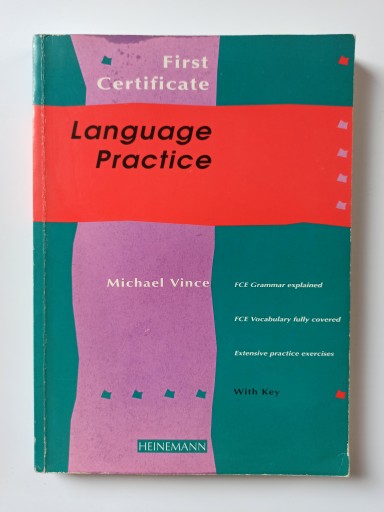 First
Certificate
Language
Practice
Michael Vince
FCE Grammar explained
FCE Vocabulary fully covered
Extensive practice exercises
With Key
HEINEMANN